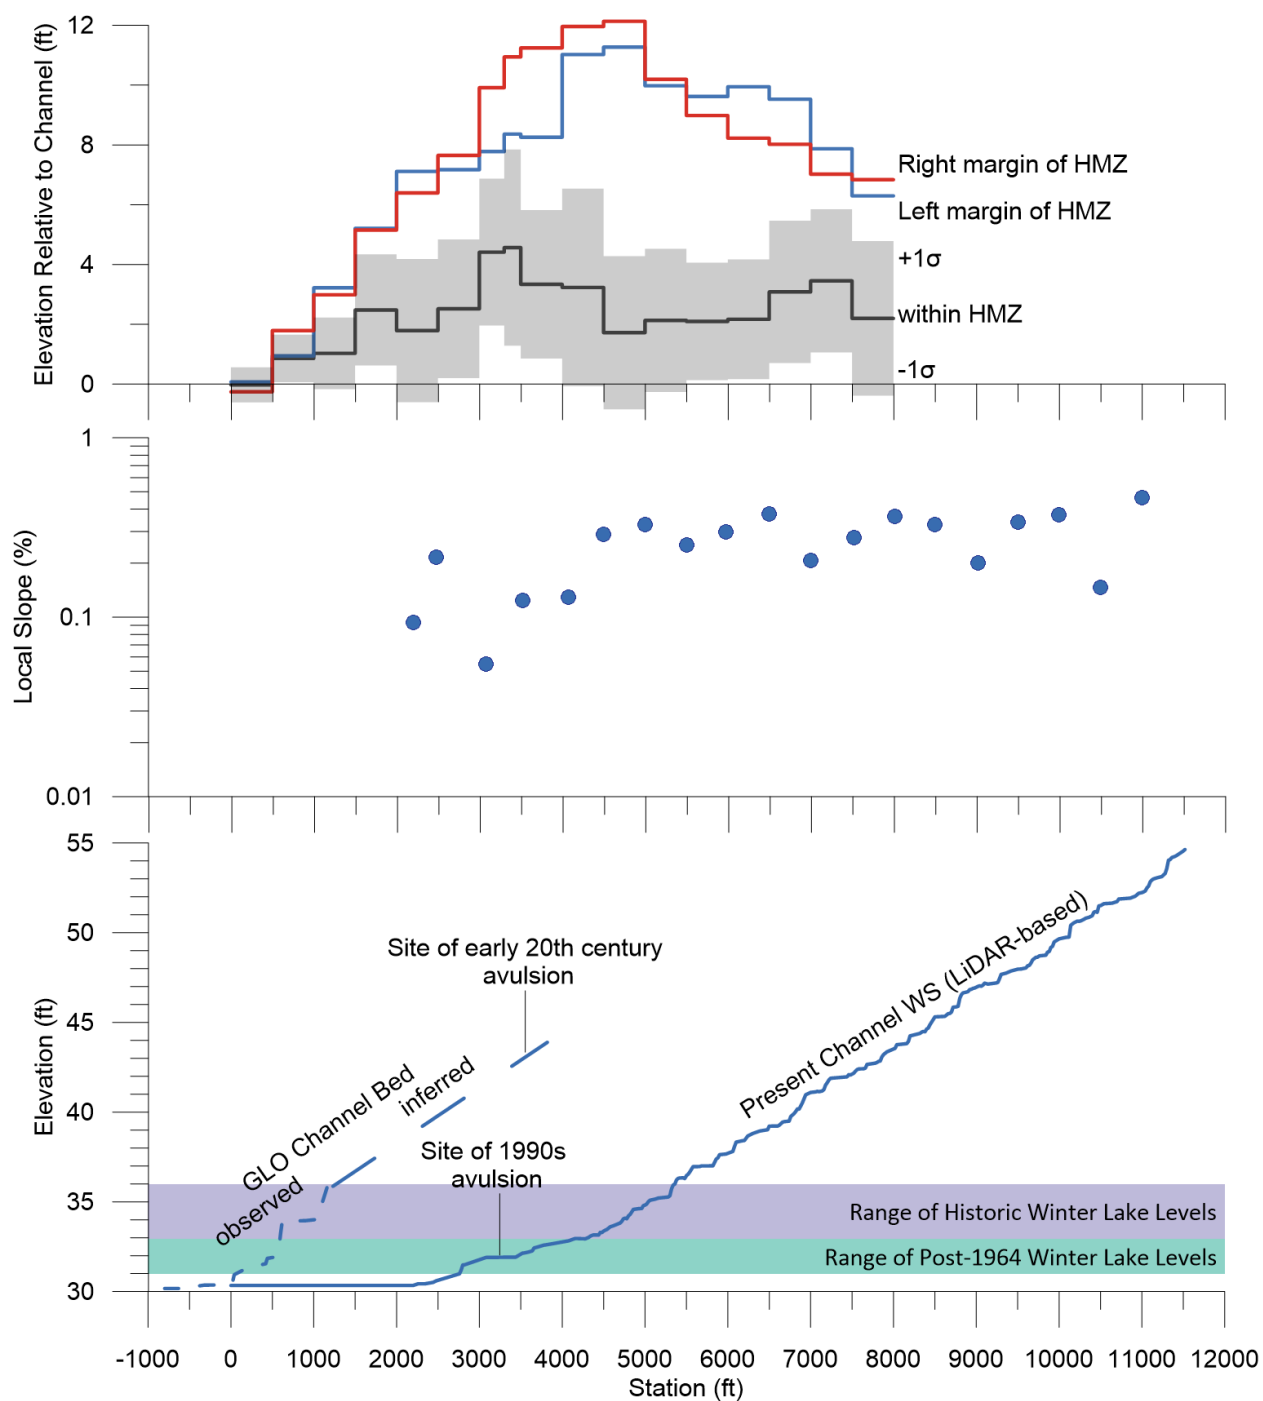 12
8
4
0
Elevation Relative to Channel (ft)
Right margin of HMZ
Left margin of HMZ
+1σ
within HMZ
-1σ
1
0.1
0.01
Local Slope (%)
55
50
45
40
35
30
Elevation (ft)
Site of early 20th century
avulsion
Present Channel WS (LiDAR-based)
GLO Channel Bed
inferred
observed
Site of 1990s
avulsion
Range of Historic Winter Lake Levels
Range of Post-1964 Winter Lake Levels
-1000 0 1000 2000 3000 4000 5000 6000 7000 8000 9000 10000 11000 12000
Station (ft)